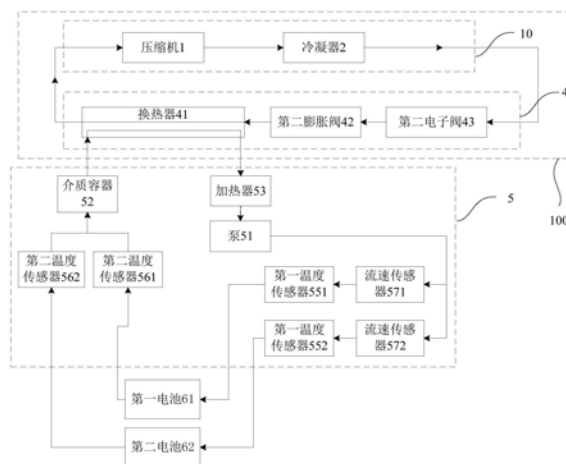 压缩机1
冷凝器2
10
换热器41
第二膨胀阀42
第二电子阀43
4
100
介质容器
52
加热器53
泵51
5
第二温度
传感器562
第二温度
传感器561
第一温度
传感器551
流速传感
器571
第一温度
传感器552
流速传感
器572
第一电池61
第二电池62